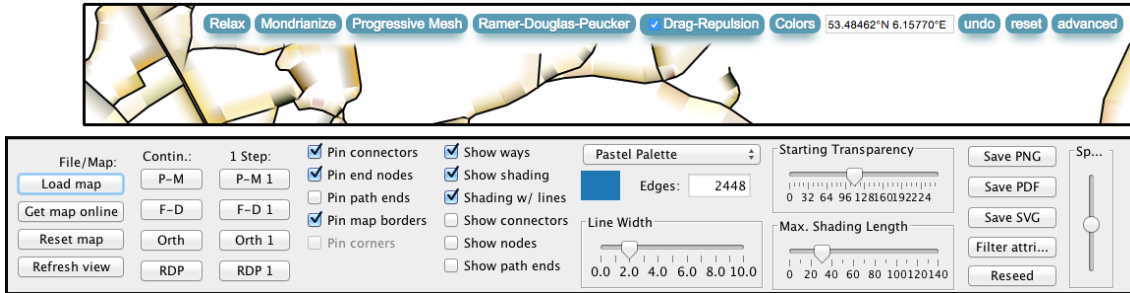 Relax Mondrianize Progressive Mesh Ramer-Douglas-Peucker Drag-Repulsion Colors 53.48462°N 6.15770°E undo reset advanced
File/Map:
Load map
Get map online
Reset map
Refresh view
Contin.:
P-M
F-D
Orth
RDP
1 Step:
P-M 1
F-D 1
Orth 1
RDP 1
Pin connectors
Pin end nodes
Pin path ends
Pin map borders
Pin corners
Show ways
Show shading
Shading w/ lines
Show connectors
Show nodes
Show path ends
Pastel Palette
Edges: 2448
Line Width
0.0 2.0 4.0 6.0 8.0 10.0
Starting Transparency
0 32 64 96 128160192224
Max. Shading Length
0 20 40 60 80 100120140
Save PNG
Save PDF
Save SVG
Filter attri...
Reseed
Sp...